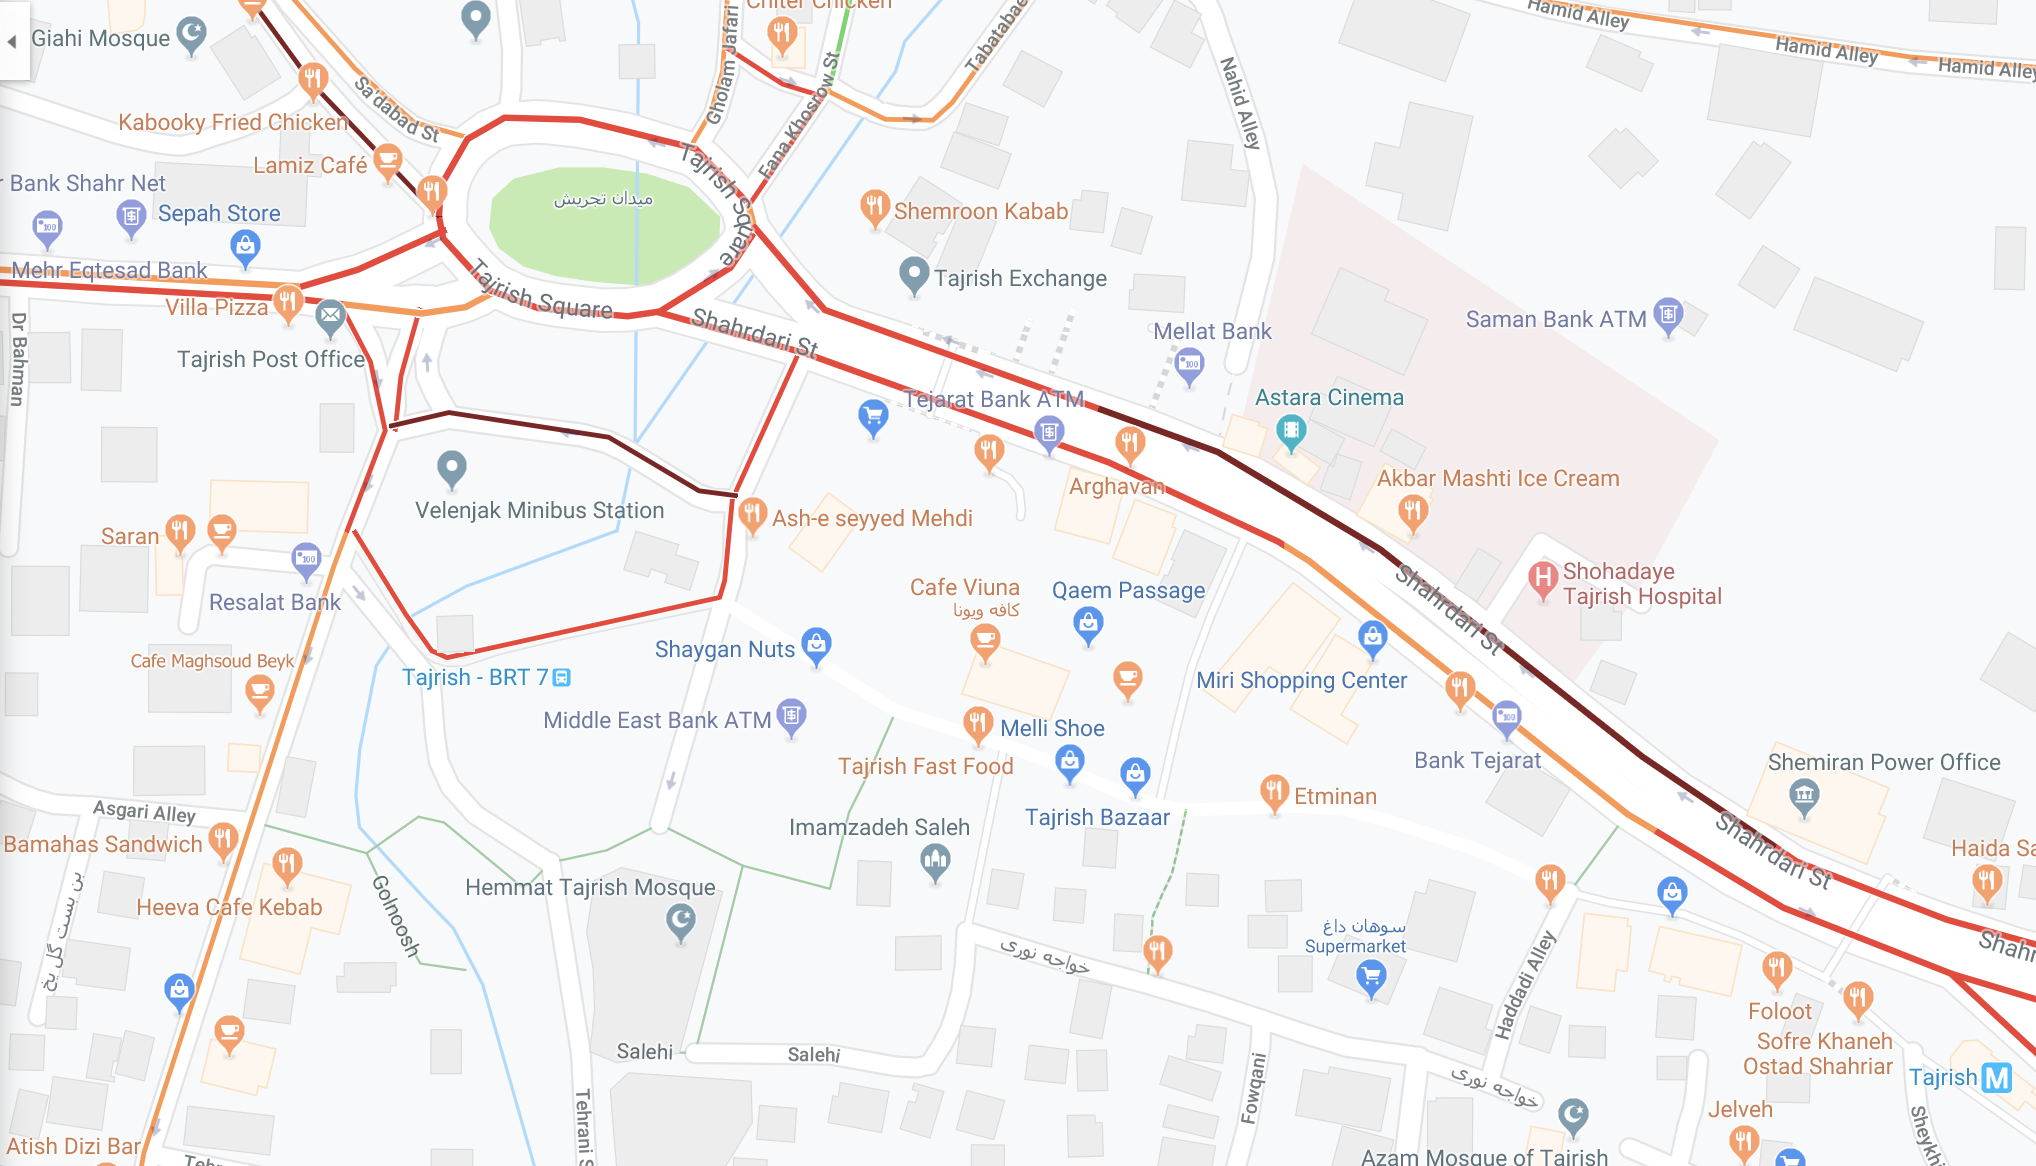 Chiter Chicken
Hamid Alley
Hamid Alley
Hamid Alley
Giahi Mosque
Gholam Jafari
Tabatabae
Sa'dabad St
Nahid Alley
Kabooky Fried Chicken
Fana Khosrow St
Lamiz Café
Tajrish Square
r Bank Shahr Net
Sepah Store
میدان تجریش
Shemroon Kabab
Mehr Eqtesad Bank
Tajrish Square
Tajrish Exchange
Villa Pizza
Shahrdari St
Mellat Bank
Saman Bank ATM
Dr Bahman
Tajrish Post Office
Tejarat Bank ATM
Astara Cinema
Akbar Mashti Ice Cream
Arghavan
Velenjak Minibus Station
Ash-e seyyed Mehdi
Saran
Shohadaye
Tajrish Hospital
Cafe Viuna
کافه ویونا
Qaem Passage
Resalat Bank
Shahrdari St
Shaygan Nuts
Cafe Maghsoud Beyk
Tajrish - BRT 7
Miri Shopping Center
Middle East Bank ATM
Melli Shoe
Tajrish Fast Food
Bank Tejarat
Shemiran Power Office
Etminan
Asgari Alley
Tajrish Bazaar
Imamzadeh Saleh
Shahrdari St
Bamahas Sandwich
Haida Sa
بن بست گل یخ
Golnoosh
Hemmat Tajrish Mosque
Heeva Cafe Kebab
سوهان داغ
Supermarket
خواجه نوری
Shahr
Haddadi Alley
Foloot
Sofre Khaneh
Ostad Shahriar
Salehi
Salehi
Tajrish
M
خواجه نوری
Fowqani
Jelveh
Tehrani S
Sheykhi
Atish Dizi Bar
Azam Mosque of Tajrish
Tehr